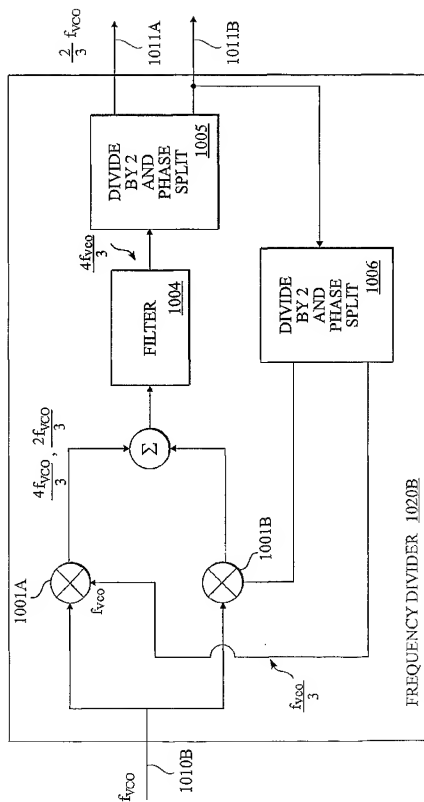 f_VCO
1010B
1001A
f_VCO
4f_VCO/3 , 2f_VCO/3
Σ
1001B
f_VCO/3
FILTER
1004
4f_VCO/3
DIVIDE
BY 2
AND
PHASE
SPLIT
1005
2/3 f_VCO
1011A
1011B
DIVIDE
BY 2
AND
PHASE
SPLIT
1006
FREQUENCY DIVIDER 1020B